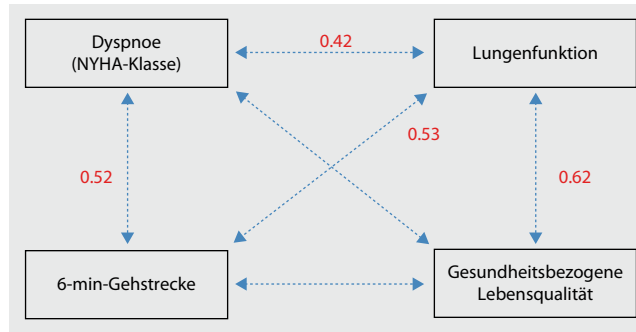 Dyspnoe
(NYHA-Klasse)
0.42
Lungenfunktion
0.53
0.52
0.62
6-min-Gehstrecke
Gesundheitsbezogene
Lebensqualität